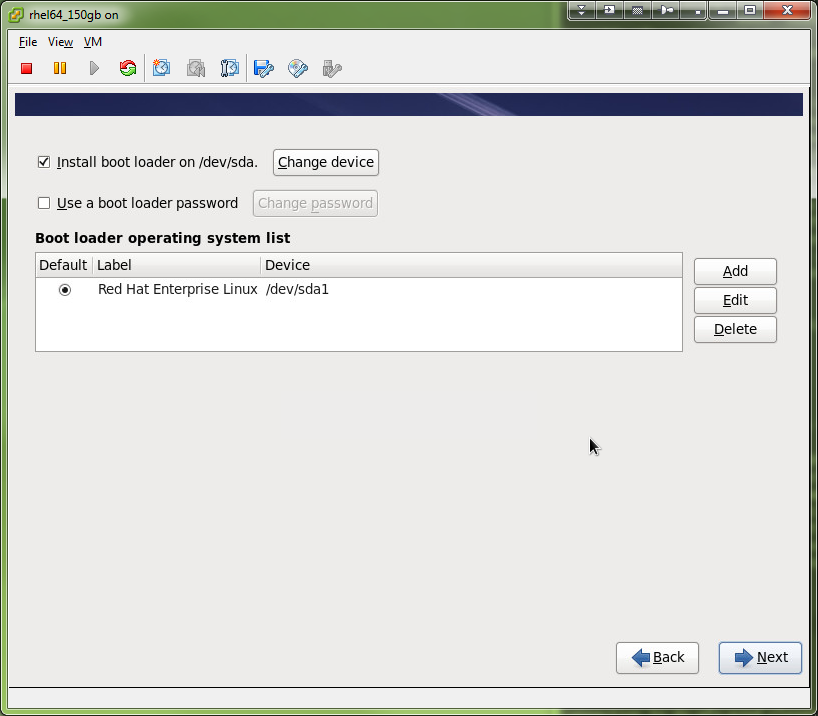 rhel64_150gb on
File View VM
Install boot loader on /dev/sda. Change device
Use a boot loader password Change password
Boot loader operating system list
Default Label Device
Red Hat Enterprise Linux /dev/sda1
Add
Edit
Delete
Back Next